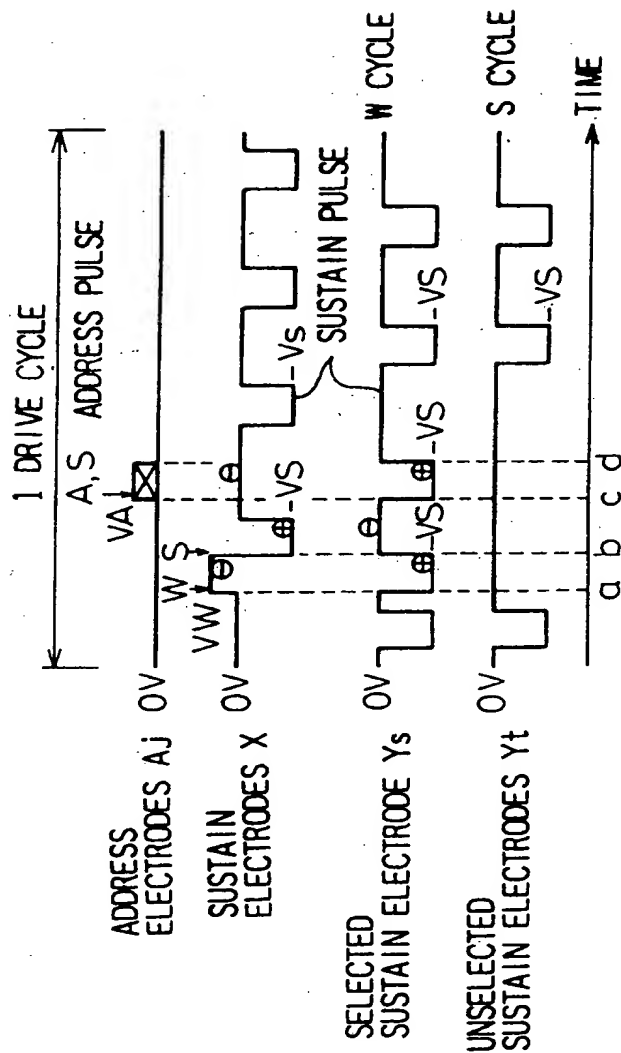 1 DRIVE CYCLE
A,S ADDRESS PULSE
VA
ADDRESS
ELECTRODES Aj
0V
W S
VW
SUSTAIN
ELECTRODES X
0V
⊖
⊕
-VS
⊖
-Vs
SUSTAIN PULSE
SELECTED
SUSTAIN ELECTRODE Ys
0V
⊕
⊖
-VS
⊕
-VS
-VS
W CYCLE
UNSELECTED
SUSTAIN ELECTRODES Yt
0V
-VS
S CYCLE
a b c d
TIME